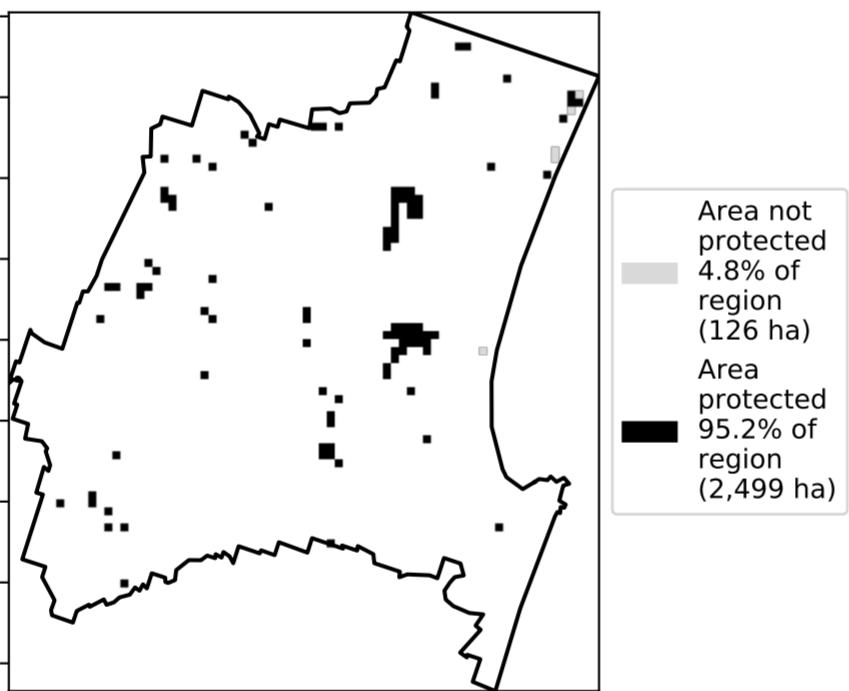 Area not
protected
4.8% of
region
(126 ha)
Area
protected
95.2% of
region
(2,499 ha)